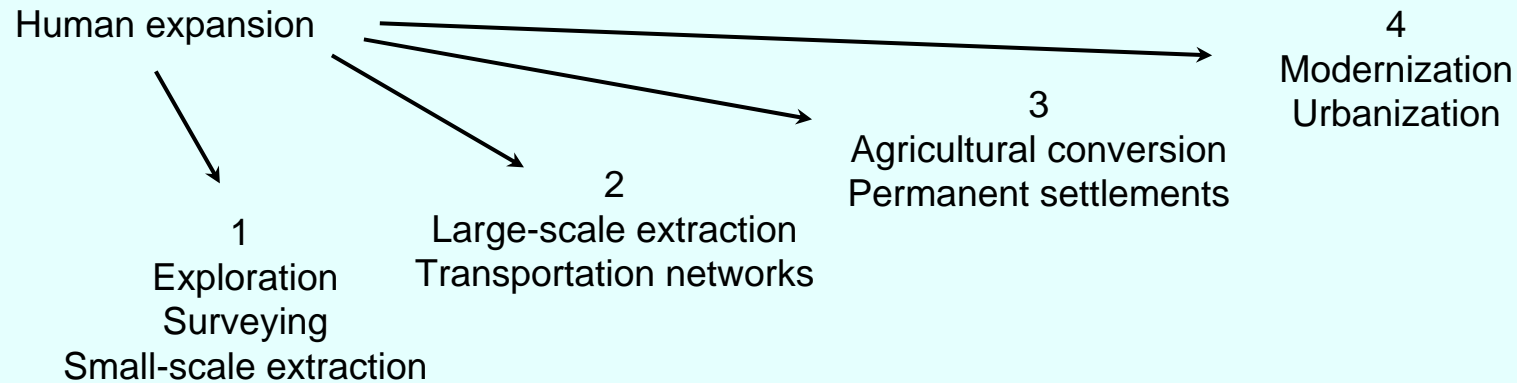 Human expansion
1
Exploration
Surveying
Small-scale extraction
2
Large-scale extraction
Transportation networks
3
Agricultural conversion
Permanent settlements
4
Modernization
Urbanization